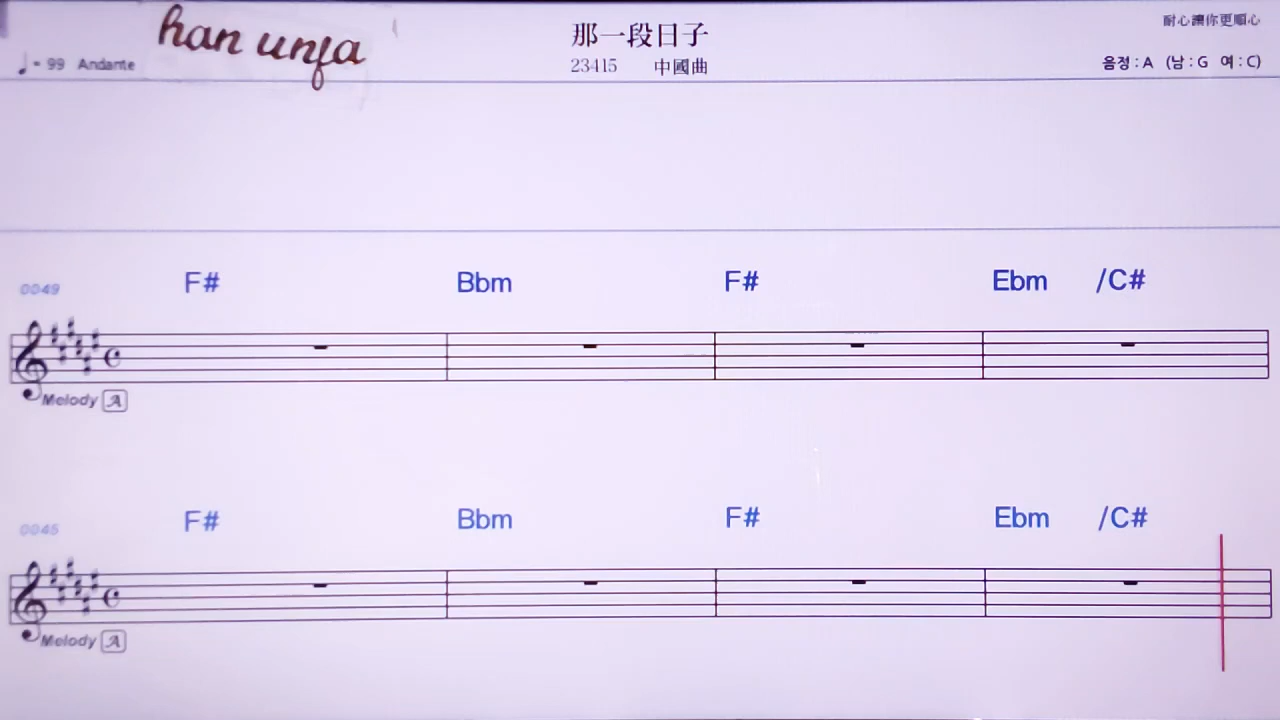 han unfa
那一段日子
耐心讓你更順心
♩= 99 Andante
23415 中國曲
음정 : A (남 : G 여 : C)
0049 F# Bbm F# Ebm /C#
Melody A
0045 F# Bbm F# Ebm /C#
Melody A